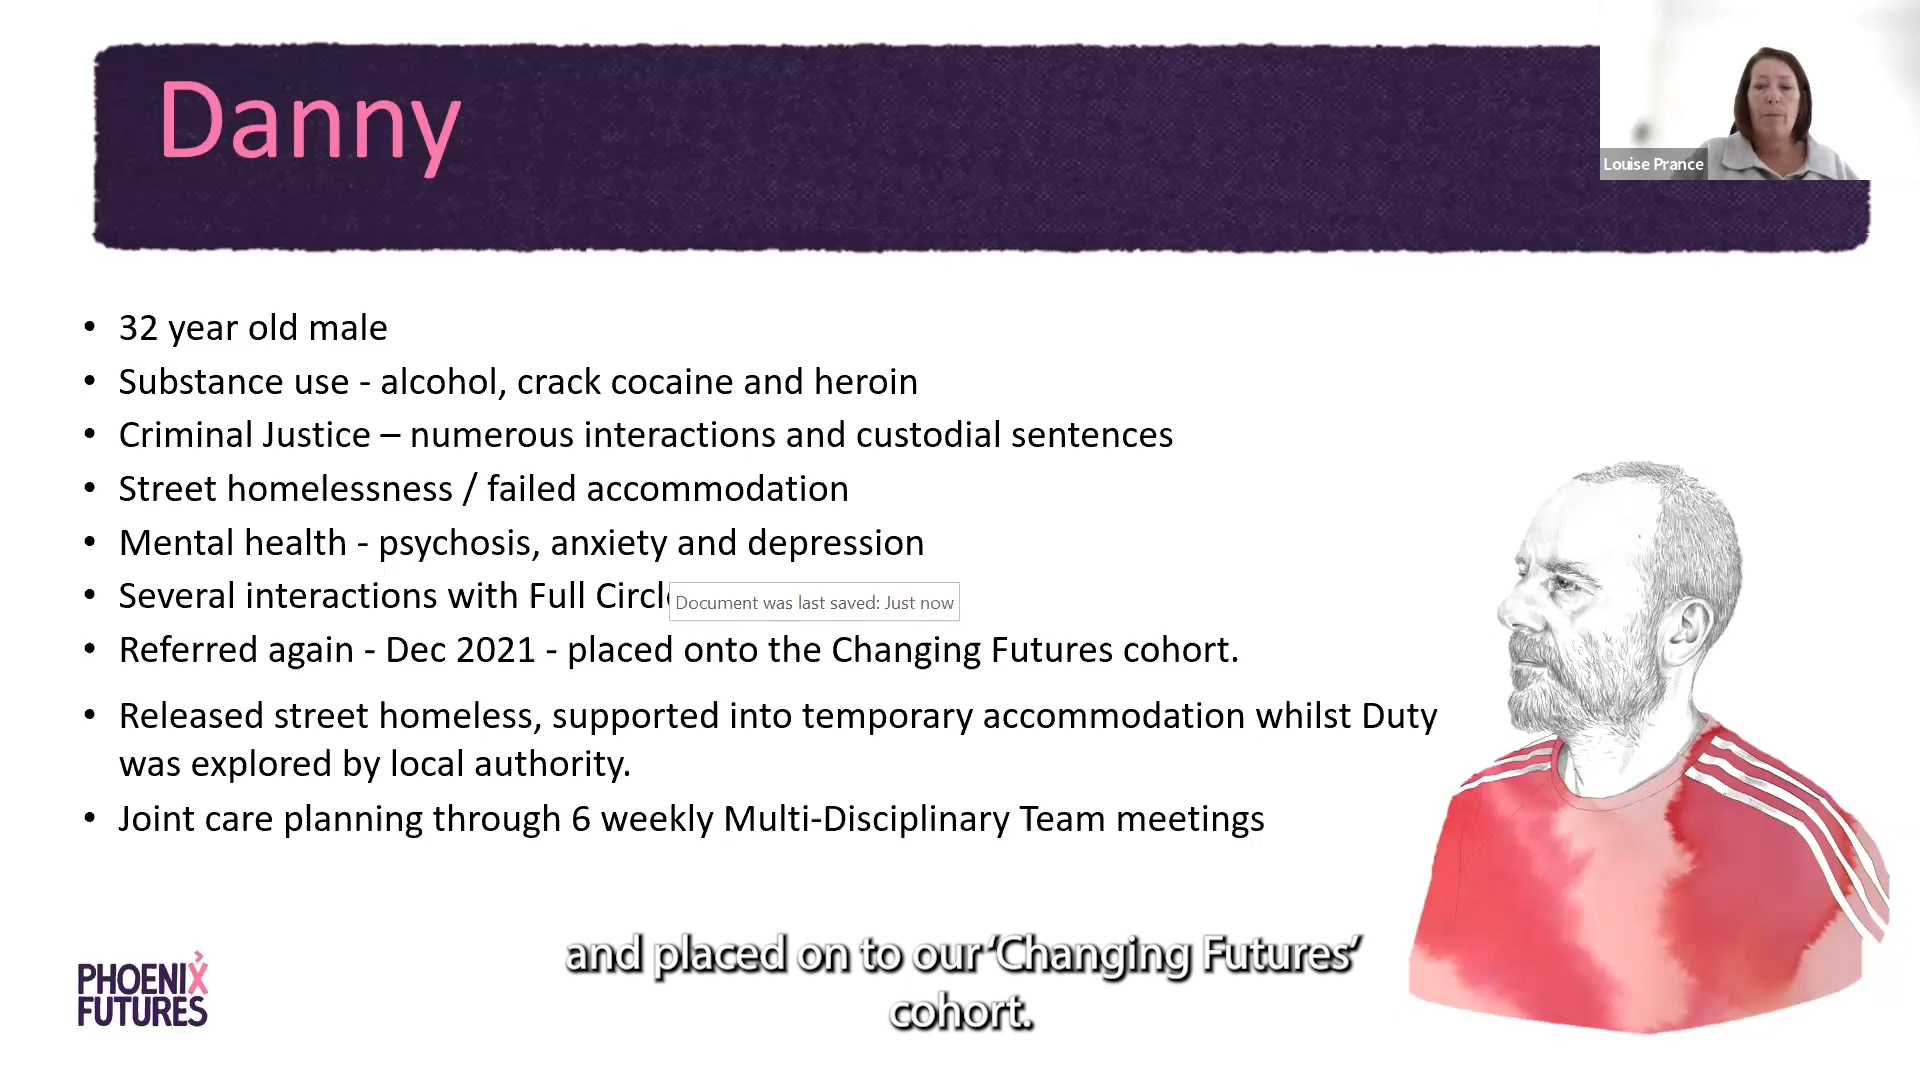 Danny
Louise Prance
• 32 year old male
• Substance use - alcohol, crack cocaine and heroin
• Criminal Justice – numerous interactions and custodial sentences
• Street homelessness / failed accommodation
• Mental health - psychosis, anxiety and depression
• Several interactions with Full
Document was last saved: Just now
• Referred again - Dec 2021 - placed onto the Changing Futures cohort.
• Released street homeless, supported into temporary accommodation whilst Duty
was explored by local authority.
• Joint care planning through 6 weekly Multi-Disciplinary Team meetings
and placed on to our ‘Changing Futures’
cohort.
PHOENIX
FUTURES